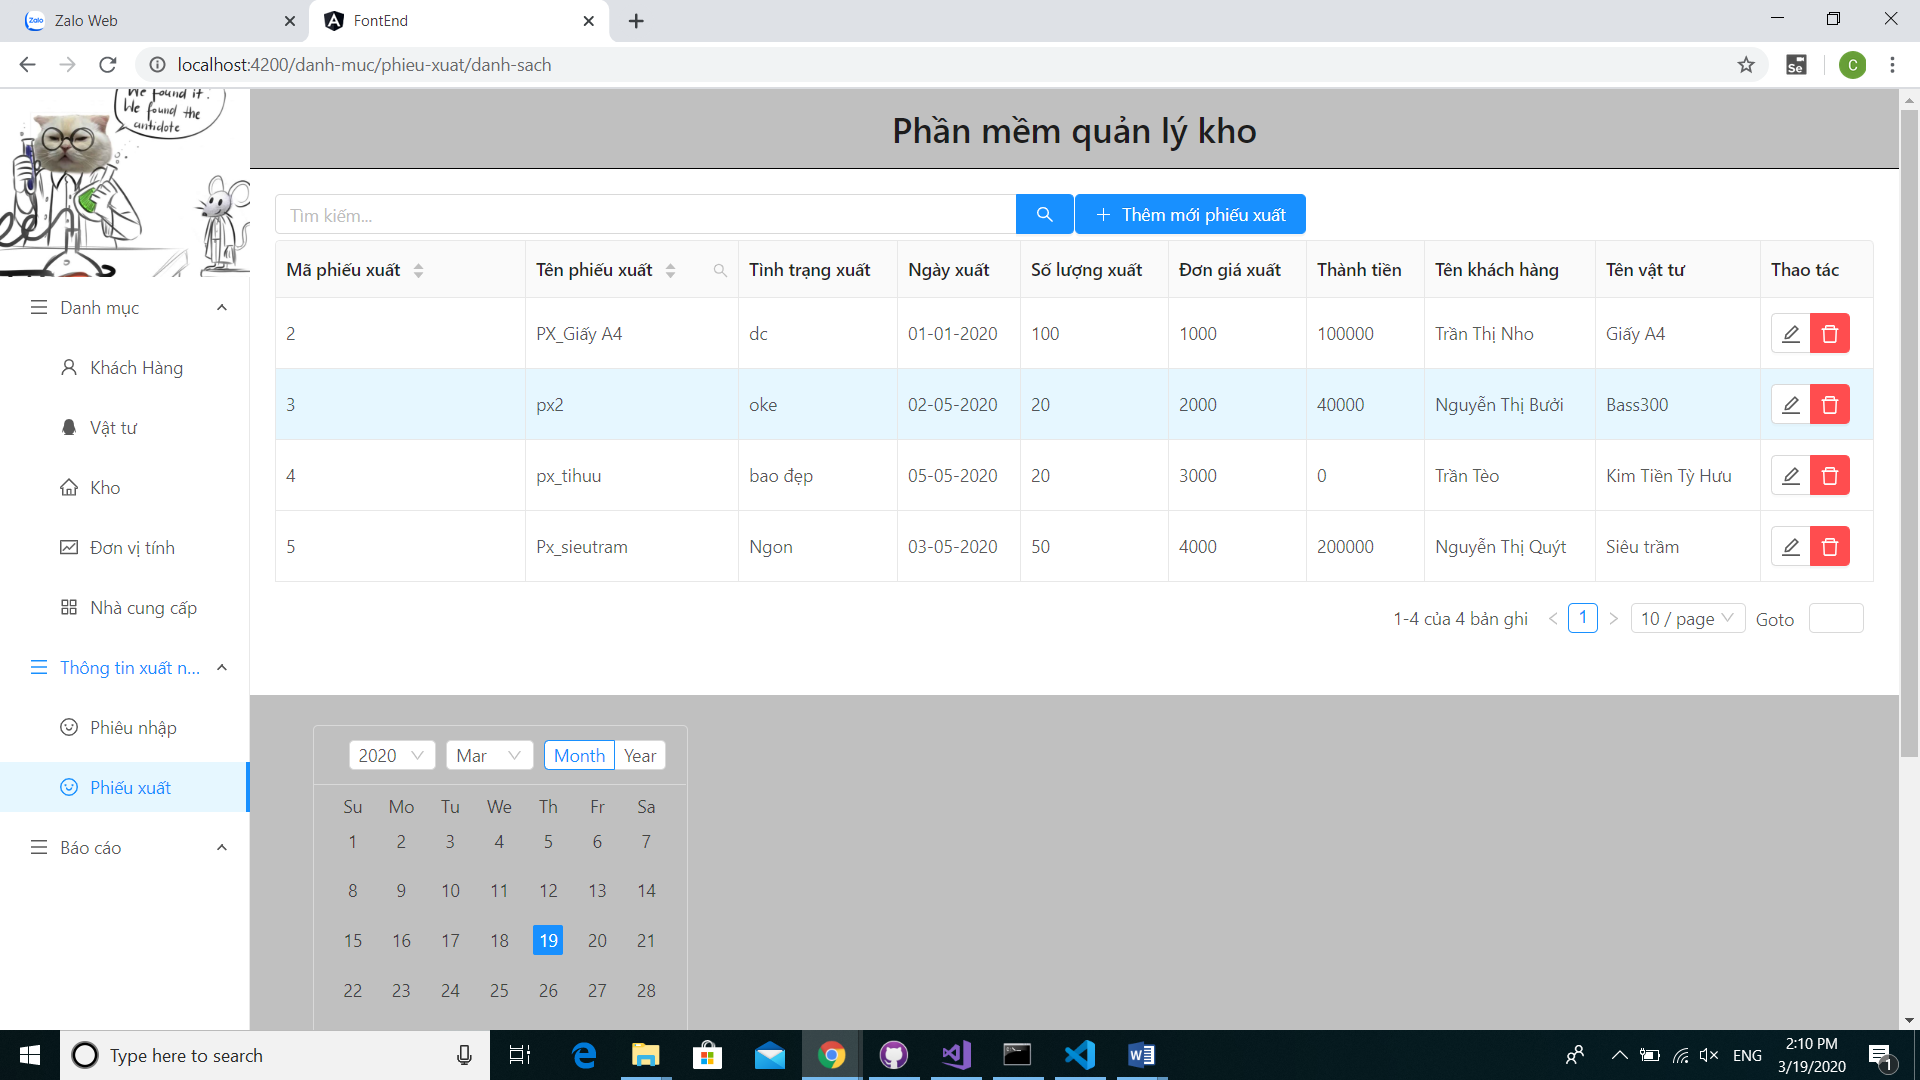 Zalo Web
FontEnd
localhost:4200/danh-muc/phieu-xuat/danh-sach
Se
C
We found it!
We found the
antidote
Phần mềm quản lý kho
Tìm kiếm...
Thêm mới phiếu xuất
Mã phiếu xuất Tên phiếu xuất Tình trạng xuất Ngày xuất Số lượng xuất Đơn giá xuất Thành tiền Tên khách hàng Tên vật tư Thao tác
2 PX_Giấy A4 dc 01-01-2020 100 1000 100000 Trần Thị Nho Giấy A4
3 px2 oke 02-05-2020 20 2000 40000 Nguyễn Thị Bưởi Bass300
4 px_tihuu bao đẹp 05-05-2020 20 3000 0 Trần Tèo Kim Tiền Tỳ Hưu
5 Px_sieutram Ngon 03-05-2020 50 4000 200000 Nguyễn Thị Quýt Siêu trầm
1-4 của 4 bản ghi 1 10 / page Goto
Danh mục
Khách Hàng
Vật tư
Kho
Đơn vị tính
Nhà cung cấp
Thông tin xuất n...
Phiêu nhập
Phiếu xuất
Báo cáo
2020 Mar Month Year
Su Mo Tu We Th Fr Sa
1 2 3 4 5 6 7
8 9 10 11 12 13 14
15 16 17 18 19 20 21
22 23 24 25 26 27 28
Type here to search
ENG
2:10 PM
3/19/2020
1